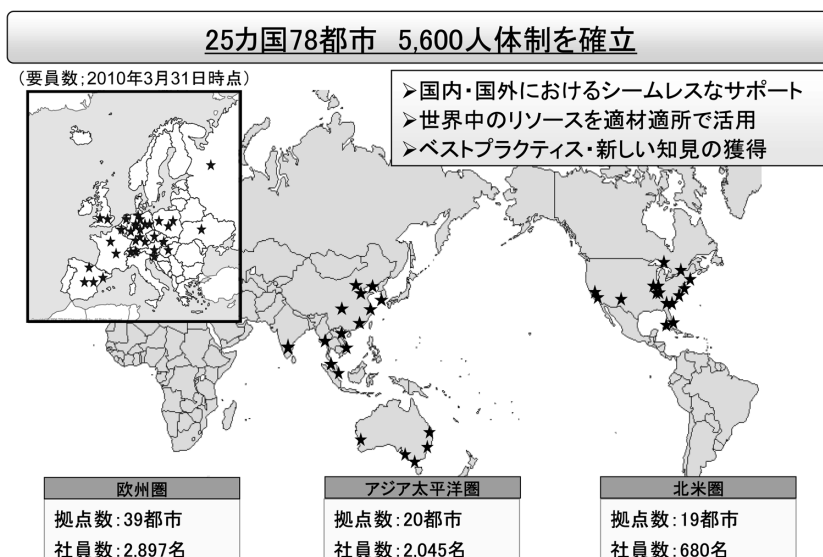 25カ国78都市 5,600人体制を確立
(要員数;2010年3月31日時点)
➢国内・国外におけるシームレスなサポート
➢世界中のリソースを適材適所で活用
➢ベストプラクティス・新しい知見の獲得
欧州圏
拠点数:39都市
社員数:2,897名
アジア太平洋圏
拠点数:20都市
社員数:2,045名
北米圏
拠点数:19都市
社員数:680名